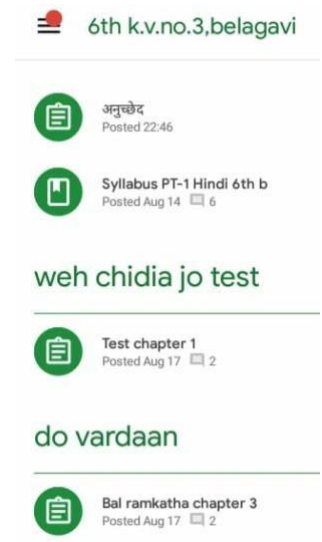 6th k.v.no.3,belagavi
अनुच्छेद
Posted 22:46
Syllabus PT-1 Hindi 6th b
Posted Aug 14 6
weh chidia jo test
Test chapter 1
Posted Aug 17 2
do vardaan
Bal ramkatha chapter 3
Posted Aug 17 2